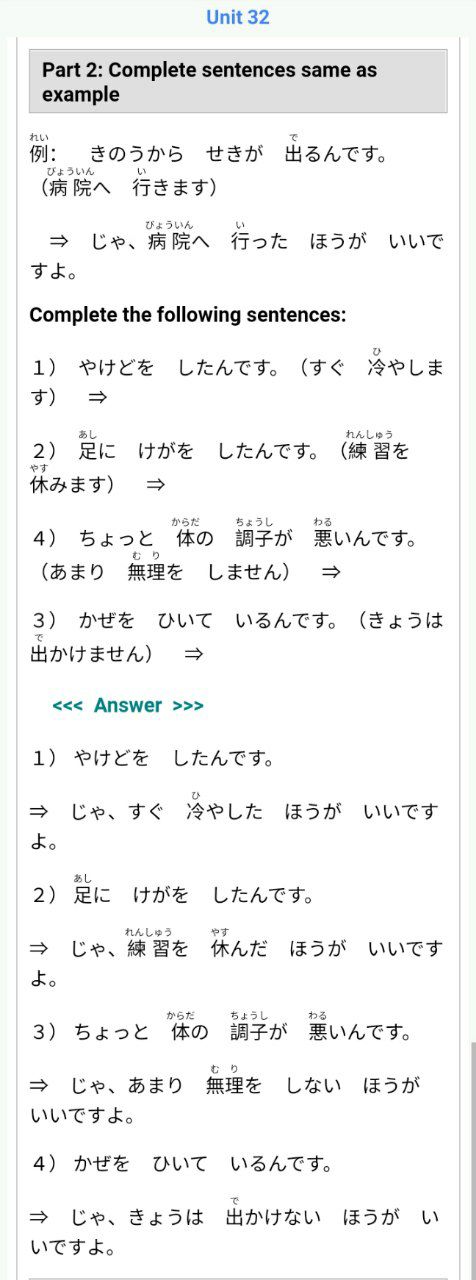 Unit 32
Part 2: Complete sentences same as
example
例： きのうから せきが 出るんです。
（病院へ 行きます）
⇒ じゃ、病院へ 行った ほうが いいで
すよ。
Complete the following sentences:
１） やけどを したんです。（すぐ 冷やしま
す） ⇒
２） 足に けがを したんです。（練習を
休みます） ⇒
４） ちょっと 体の 調子が 悪いんです。
（あまり 無理を しません） ⇒
３） かぜを ひいて いるんです。（きょうは
出かけません） ⇒
<<< Answer >>>
１） やけどを したんです。
⇒ じゃ、すぐ 冷やした ほうが いいです
よ。
２） 足に けがを したんです。
⇒ じゃ、練習を 休んだ ほうが いいです
よ。
３） ちょっと 体の 調子が 悪いんです。
⇒ じゃ、あまり 無理を しない ほうが
いいですよ。
４） かぜを ひいて いるんです。
⇒ じゃ、きょうは 出かけない ほうが い
いですよ。